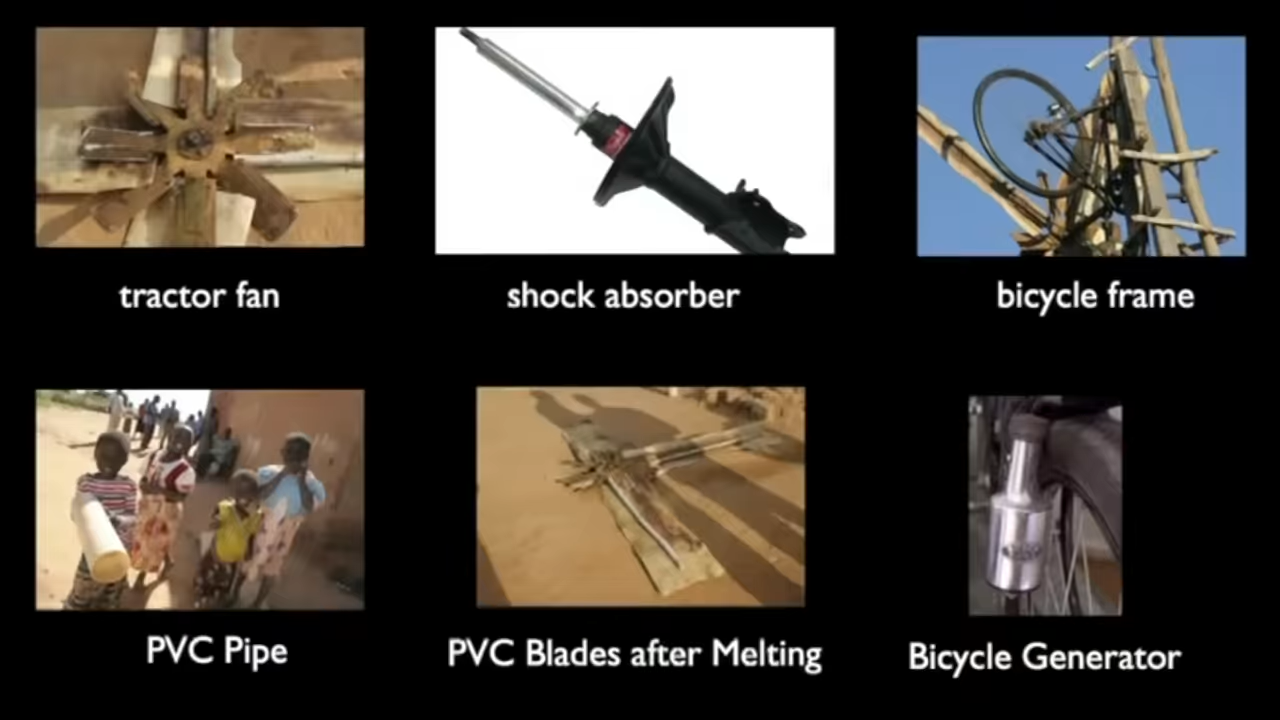 tractor fan
shock absorber
bicycle frame
PVC Pipe
PVC Blades after Melting
Bicycle Generator